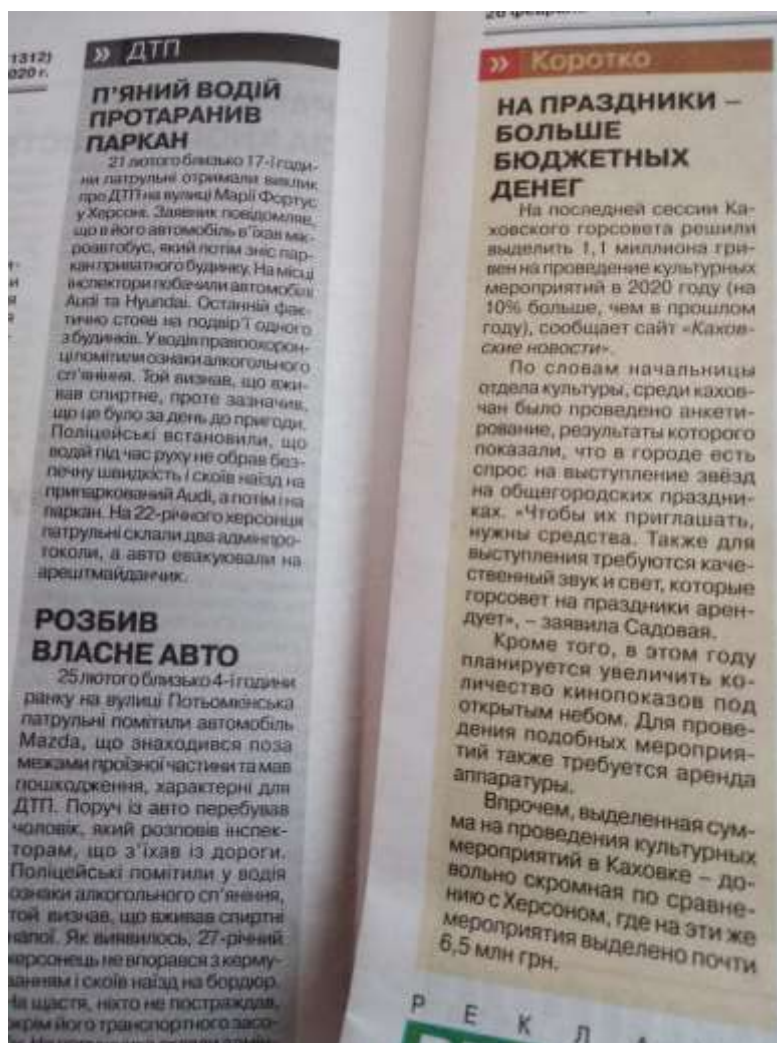 1312)
020 г.
» ДТП
П'ЯНИЙ ВОДІЙ
ПРОТАРАНИВ
ПАРКАН
21 лютого близько 17-ї годи-
ни патрульні отримали виклик
про ДТП на вулиці Марії Фортус
у Херсоні. Заявник повідомляв,
що в його автомобіль в'їхав мік-
роавтобус, який потім зніс пар-
кан приватного будинку. На місці
інспектори побачили автомобілі
Audi та Hyundai. Останній фак-
тично стояв на подвір'ї одного
з будинків. У водія правоохорон-
ці помітили ознаки алкогольного
сп'яніння. Той визнав, що вжи-
вав спиртне, проте зазначив,
що це було за день до пригоди.
Поліцейські встановили, що
водій під час руху не обрав без-
печну швидкість і скоїв наїзд на
припаркований Audi, а потім і на
паркан. На 22-річного херсонця
патрульні склали два адмінпро-
токоли, а авто евакуювали на
арештмайданчик.
РОЗБИВ
ВЛАСНЕ АВТО
25 лютого близько 4-ї години
ранку на вулиці Потьомкінська
патрульні помітили автомобіль
Mazda, що знаходився поза
межами проїзної частини та мав
пошкодження, характерні для
ДТП. Поруч із авто перебував
чоловік, який розповів інспек-
торам, що з'їхав із дороги.
Поліцейські помітили у водія
ознаки алкогольного сп'яніння,
той визнав, що вживав спиртні
напої. Як виявилось, 27-річний
херсонець не впорався з керму-
ванням і скоїв наїзд на бордюр.
На щастя, ніхто не постраждав,
крім його транспортного засо-
» Коротко
НА ПРАЗДНИКИ –
БОЛЬШЕ
БЮДЖЕТНЫХ
ДЕНЕГ
На последней сессии Ка-
ховского горсовета решили
выделить 1,1 миллиона гри-
вен на проведение культурных
мероприятий в 2020 году (на
10% больше, чем в прошлом
году), сообщает сайт «Кахов-
ские новости».
По словам начальницы
отдела культуры, среди кахов-
чан было проведено анкети-
рование, результаты которого
показали, что в городе есть
спрос на выступление звёзд
на общегородских праздни-
ках. «Чтобы их приглашать,
нужны средства. Также для
выступления требуются каче-
ственный звук и свет, которые
горсовет на праздники арен-
дует», – заявила Садовая.
Кроме того, в этом году
планируется увеличить ко-
личество кинопоказов под
открытым небом. Для прове-
дения подобных мероприя-
тий также требуется аренда
аппаратуры.
Впрочем, выделенная сум-
ма на проведения культурных
мероприятий в Каховке – до-
вольно скромная по сравне-
нию с Херсоном, где на эти же
мероприятия выделено почти
6,5 млн грн.
Р Е К Л А